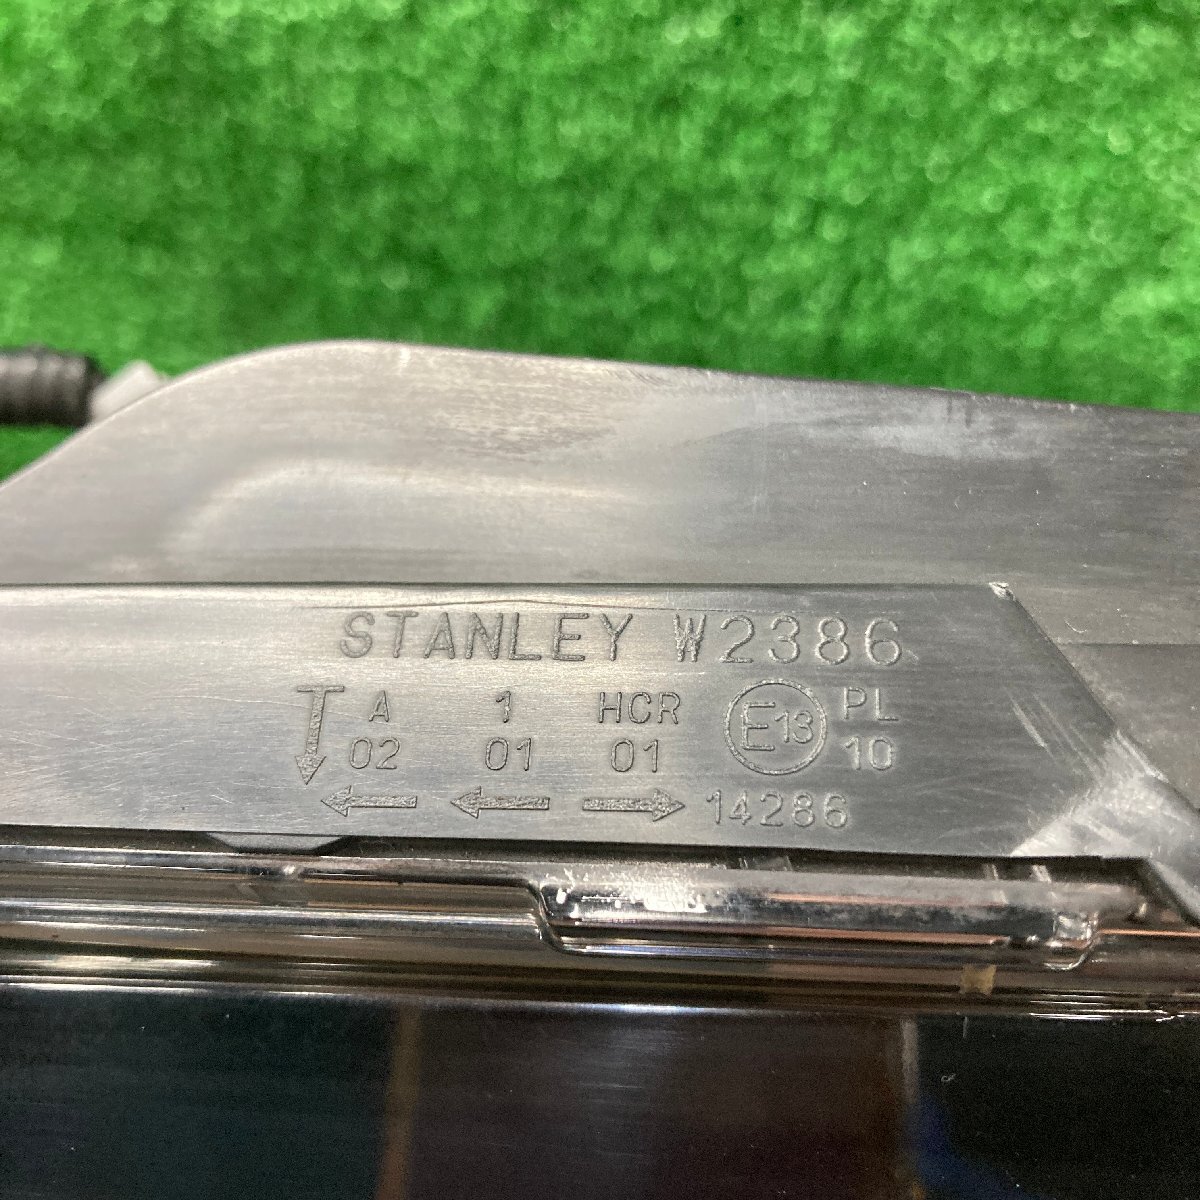 STANLEY W2386
A 1 HCR E13 PL
02 01 01 10
14286